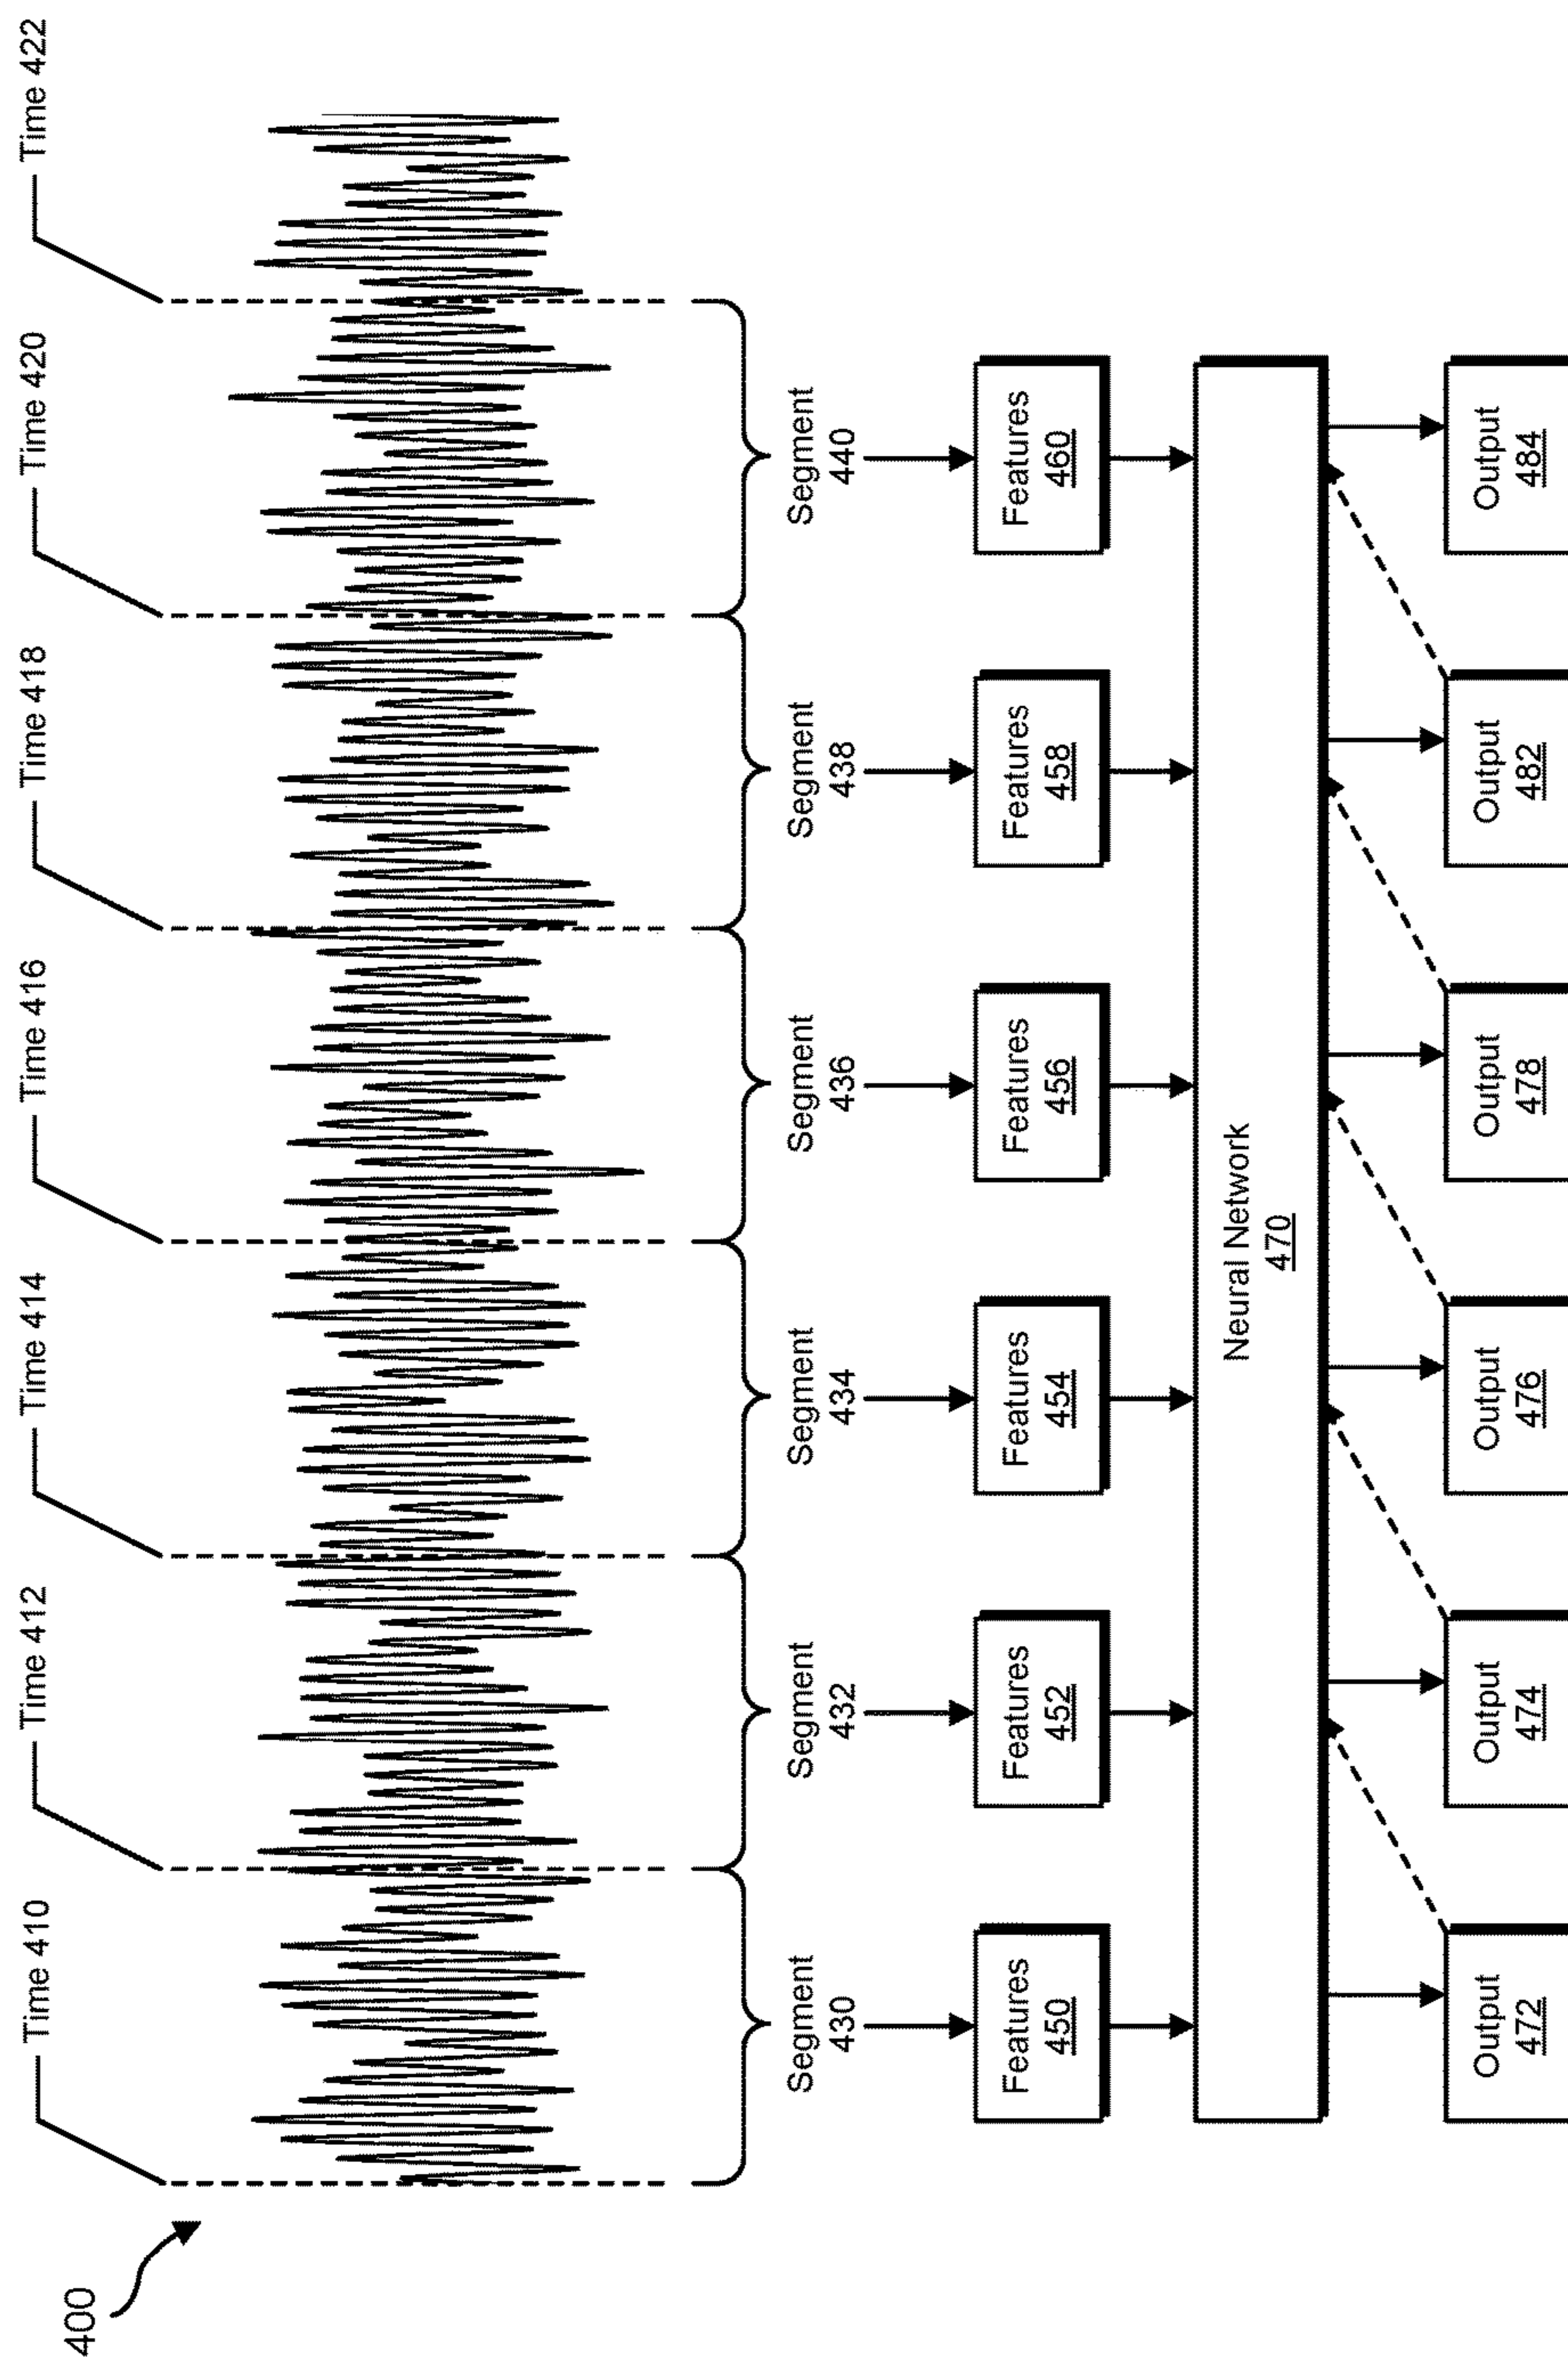 400
Time 410
Time 412
Time 414
Time 416
Time 418
Time 420
Time 422
Segment
430
Segment
432
Segment
434
Segment
436
Segment
438
Segment
440
Features
450
Features
452
Features
454
Features
456
Features
458
Features
460
Neural Network
470
Output
472
Output
474
Output
476
Output
478
Output
482
Output
484